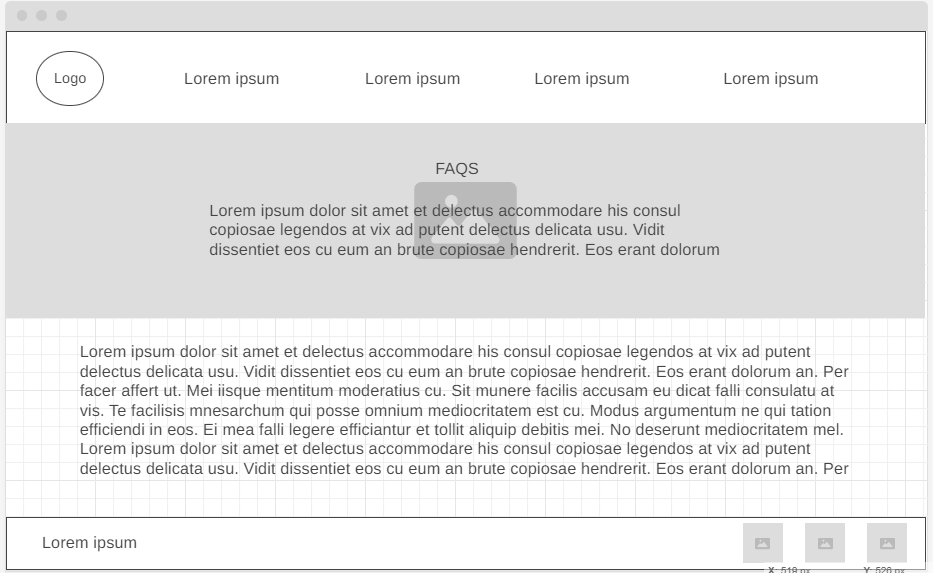 Logo
Lorem ipsum
Lorem ipsum
Lorem ipsum
Lorem ipsum
FAQS
Lorem ipsum dolor sit amet et delectus accommodare his consul
copiosae legendos at vix ad putent delectus delicata usu. Vidit
dissentiet eos cu eum an brute copiosae hendrerit. Eos erant dolorum
Lorem ipsum dolor sit amet et delectus accommodare his consul copiosae legendos at vix ad putent
delectus delicata usu. Vidit dissentiet eos cu eum an brute copiosae hendrerit. Eos erant dolorum an. Per
facer affert ut. Mei iisque mentitum moderatius cu. Sit munere facilis accusam eu dicat falli consulatu at
vis. Te facilisis mnesarchum qui posse omnium mediocritatem est cu. Modus argumentum ne qui tation
efficiendi in eos. Ei mea falli legere efficiantur et tollit aliquip debitis mei. No deserunt mediocritatem mel.
Lorem ipsum dolor sit amet et delectus accommodare his consul copiosae legendos at vix ad putent
delectus delicata usu. Vidit dissentiet eos cu eum an brute copiosae hendrerit. Eos erant dolorum an. Per
Lorem ipsum
X: 519 px Y: 526 px